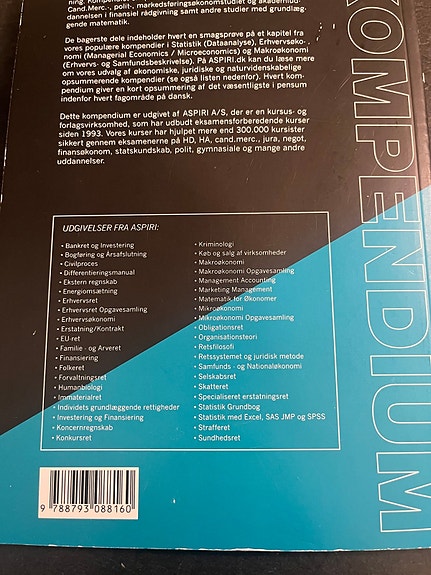 ning. Kompen
Cand.Merc.-, polit-, markedsføringsøkonomstudiet og akademiud-
dannelsen i finansiel rådgivning samt andre studier med grundlæg-
gende matematik.
De bagerste dele indeholder hvert en smagsprøve på et kapitel fra
vores populære kompendier i Statistik (Dataanalyse), Erhvervsøko-
nomi (Managerial Economics / Microeconomics) og Makroøkonomi
(Erhvervs- og Samfundsbeskrivelse). På ASPIRI.dk kan du læse mere
om vores udvalg af økonomiske, juridiske og naturvidenskabelige
opsummerende kompendier (se også listen nedenfor). Hvert kom-
pendium giver en kort opsummering af det væsentligste i pensum
indenfor hvert fagområde på dansk.
Dette kompendium er udgivet af ASPIRI A/S, der er en kursus- og
forlagsvirksomhed, som har udbudt eksamensforberedende kurser
siden 1993. Vores kurser har hjulpet mere end 300.000 kursister
sikkert gennem eksamenerne på HD, HA, cand.merc., jura, negot,
finansøkonom, statskundskab, polit, gymnasiale og mange andre
uddannelser.
UDGIVELSER FRA ASPIRI:
• Bankret og Investering
• Bogføring og Årsafslutning
• Civilproces
• Differentieringsmanual
• Ekstern regnskab
• Energiomsætning
• Erhvervsret
• Erhvervsret Opgavesamling
• Erhvervsøkonomi
• Erstatning/Kontrakt
• EU-ret
• Familie - og Arveret
• Finansiering
• Folkeret
• Forvaltningsret
• Humanbiologi
• Immaterialret
• Individets grundlæggende rettigheder
• Investering og Finansiering
• Koncernregnskab
• Konkursret
• Kriminologi
• Køb og salg af virksomheder
• Makroøkonomi
• Makroøkonomi Opgavesamling
• Management Accounting
• Marketing Management
• Matematik for Økonomer
• Mikroøkonomi
• Mikroøkonomi Opgavesamling
• Obligationsret
• Organisationsteori
• Retsfilosofi
• Retssystemet og juridisk metode
• Samfunds - og Nationaløkonomi
• Selskabsret
• Skatteret
• Specialiseret erstatningsret
• Statistik Grundbog
• Statistik med Excel, SAS JMP og SPSS
• Strafferet
• Sundhedsret
9 788793 088160
KOMPENDIUM